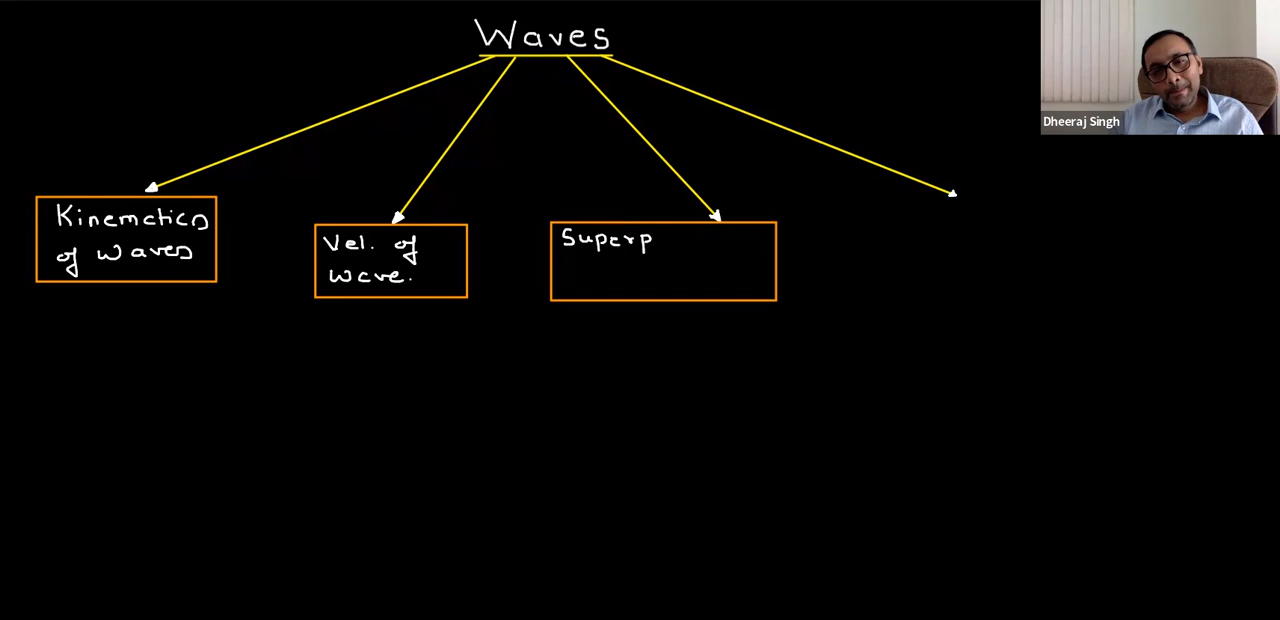 Waves
Dheeraj Singh
Kinematics
of waves
Vel. of
wave.
Superp